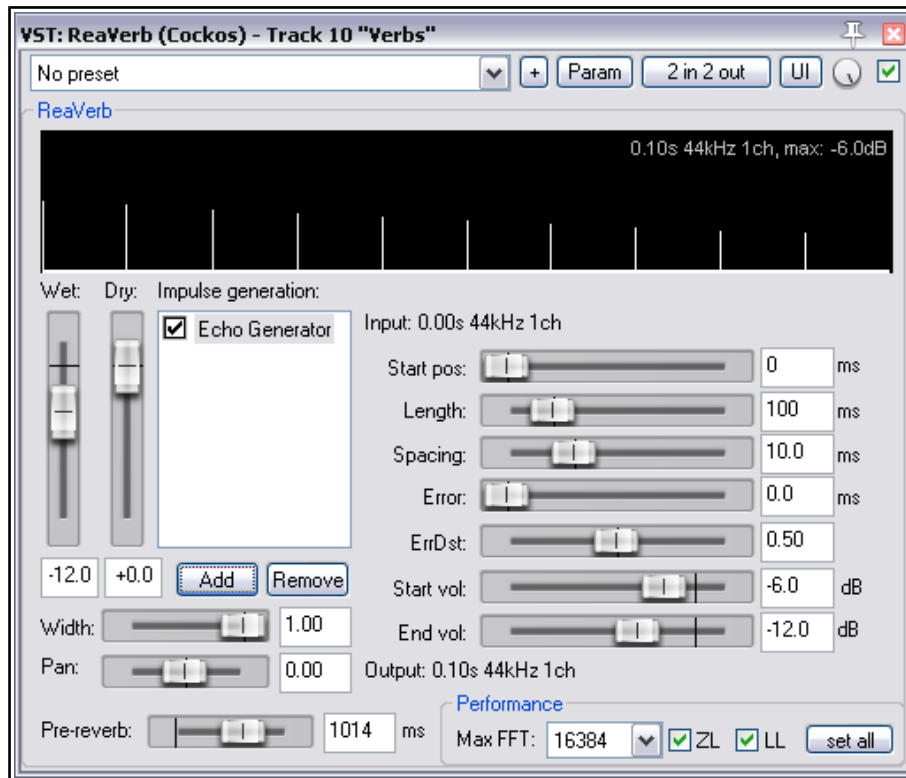 VST: ReaVerb (Cockos) - Track 10 "Verbs"
No preset + Param 2 in 2 out UI
ReaVerb
0.10s 44kHz 1ch, max: -6.0dB
Wet: Dry: Impulse generation:
Echo Generator
Input: 0.00s 44kHz 1ch
Start pos: 0 ms
Length: 100 ms
Spacing: 10.0 ms
Error: 0.0 ms
ErrDst: 0.50
-12.0 +0.0 Add Remove
Start vol: -6.0 dB
Width: 1.00
End vol: -12.0 dB
Pan: 0.00
Output: 0.10s 44kHz 1ch
Pre-reverb: 1014 ms
Performance
Max FFT: 16384 ZL LL set all